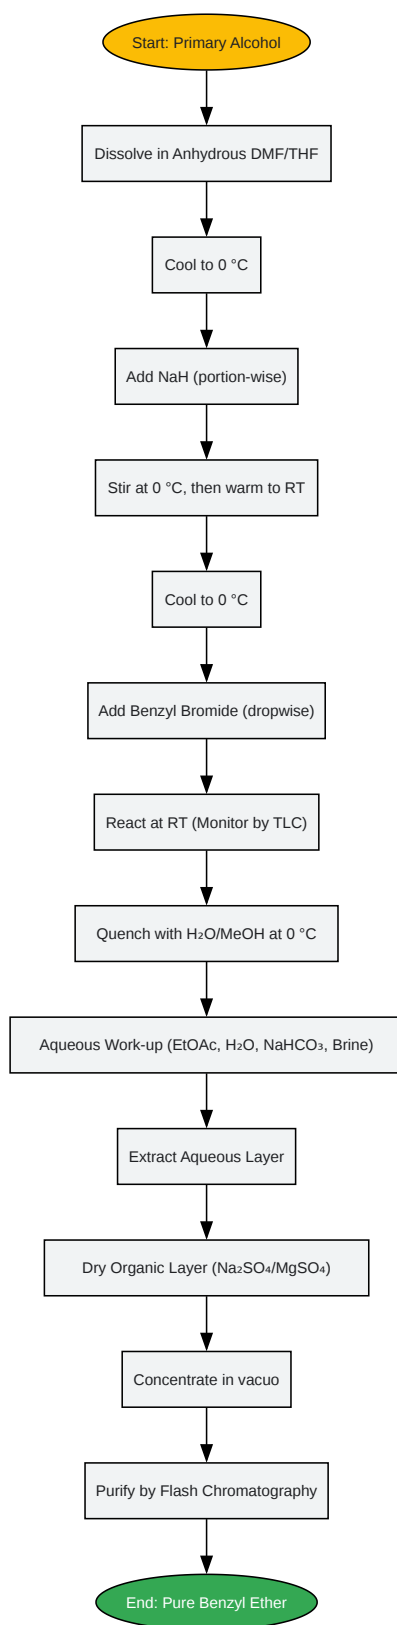 Start: Primary Alcohol
Dissolve in Anhydrous DMF/THF
Cool to 0 °C
Add NaH (portion-wise)
Stir at 0 °C, then warm to RT
Cool to 0 °C
Add Benzyl Bromide (dropwise)
React at RT (Monitor by TLC)
Quench with H₂O/MeOH at 0 °C
Aqueous Work-up (EtOAc, H₂O, NaHCO₃, Brine)
Extract Aqueous Layer
Dry Organic Layer (Na₂SO₄/MgSO₄)
Concentrate in vacuo
Purify by Flash Chromatography
End: Pure Benzyl Ether